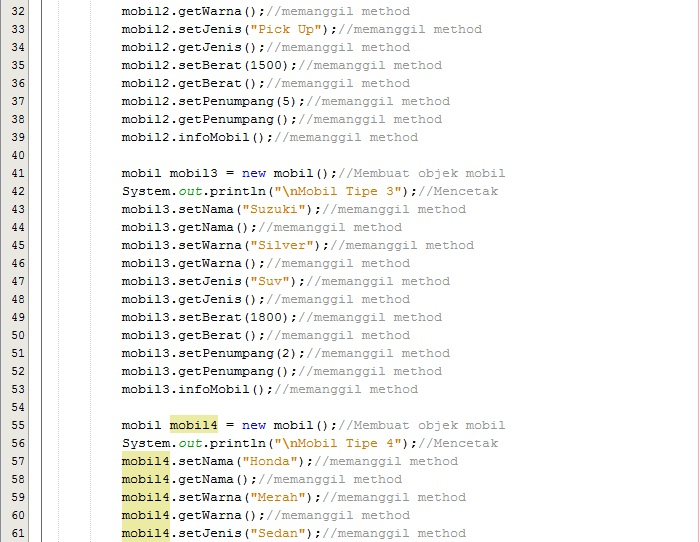 32 mobil2.getWarna();//memanggil method
33 mobil2.setJenis("Pick Up");//memanggil method
34 mobil2.getJenis();//memanggil method
35 mobil2.setBerat(1500);//memanggil method
36 mobil2.getBerat();//memanggil method
37 mobil2.setPenumpang(5);//memanggil method
38 mobil2.getPenumpang();//memanggil method
39 mobil2.infoMobil();//memanggil method
40
41 mobil mobil3 = new mobil();//Membuat objek mobil
42 System.out.println("\nMobil Tipe 3");//Mencetak
43 mobil3.setNama("Suzuki");//memanggil method
44 mobil3.getNama();//memanggil method
45 mobil3.setWarna("Silver");//memanggil method
46 mobil3.getWarna();//memanggil method
47 mobil3.setJenis("Suv");//memanggil method
48 mobil3.getJenis();//memanggil method
49 mobil3.setBerat(1800);//memanggil method
50 mobil3.getBerat();//memanggil method
51 mobil3.setPenumpang(2);//memanggil method
52 mobil3.getPenumpang();//memanggil method
53 mobil3.infoMobil();//memanggil method
54
55 mobil mobil4 = new mobil();//Membuat objek mobil
56 System.out.println("\nMobil Tipe 4");//Mencetak
57 mobil4.setNama("Honda");//memanggil method
58 mobil4.getNama();//memanggil method
59 mobil4.setWarna("Merah");//memanggil method
60 mobil4.getWarna();//memanggil method
61 mobil4.setJenis("Sedan");//memanggil method